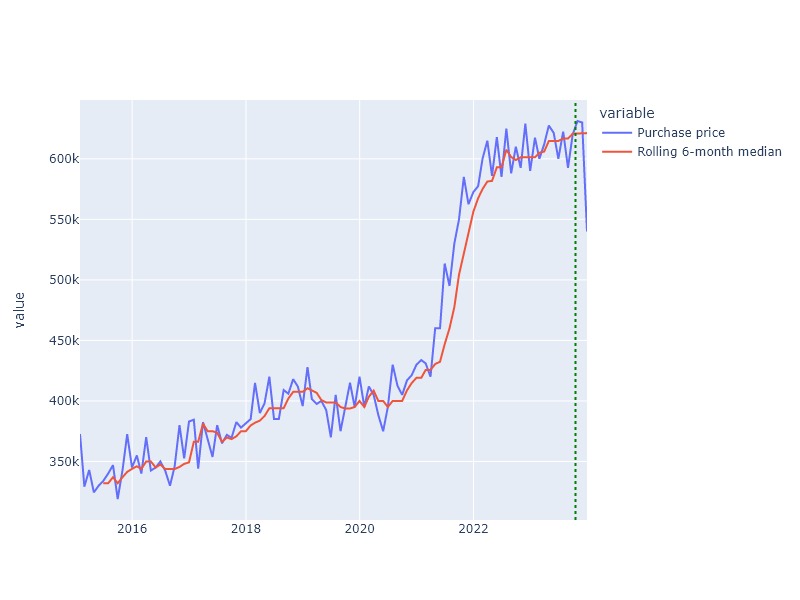 variable
Purchase price
Rolling 6-month median
600k
550k
500k
450k
400k
350k
value
2016
2018
2020
2022